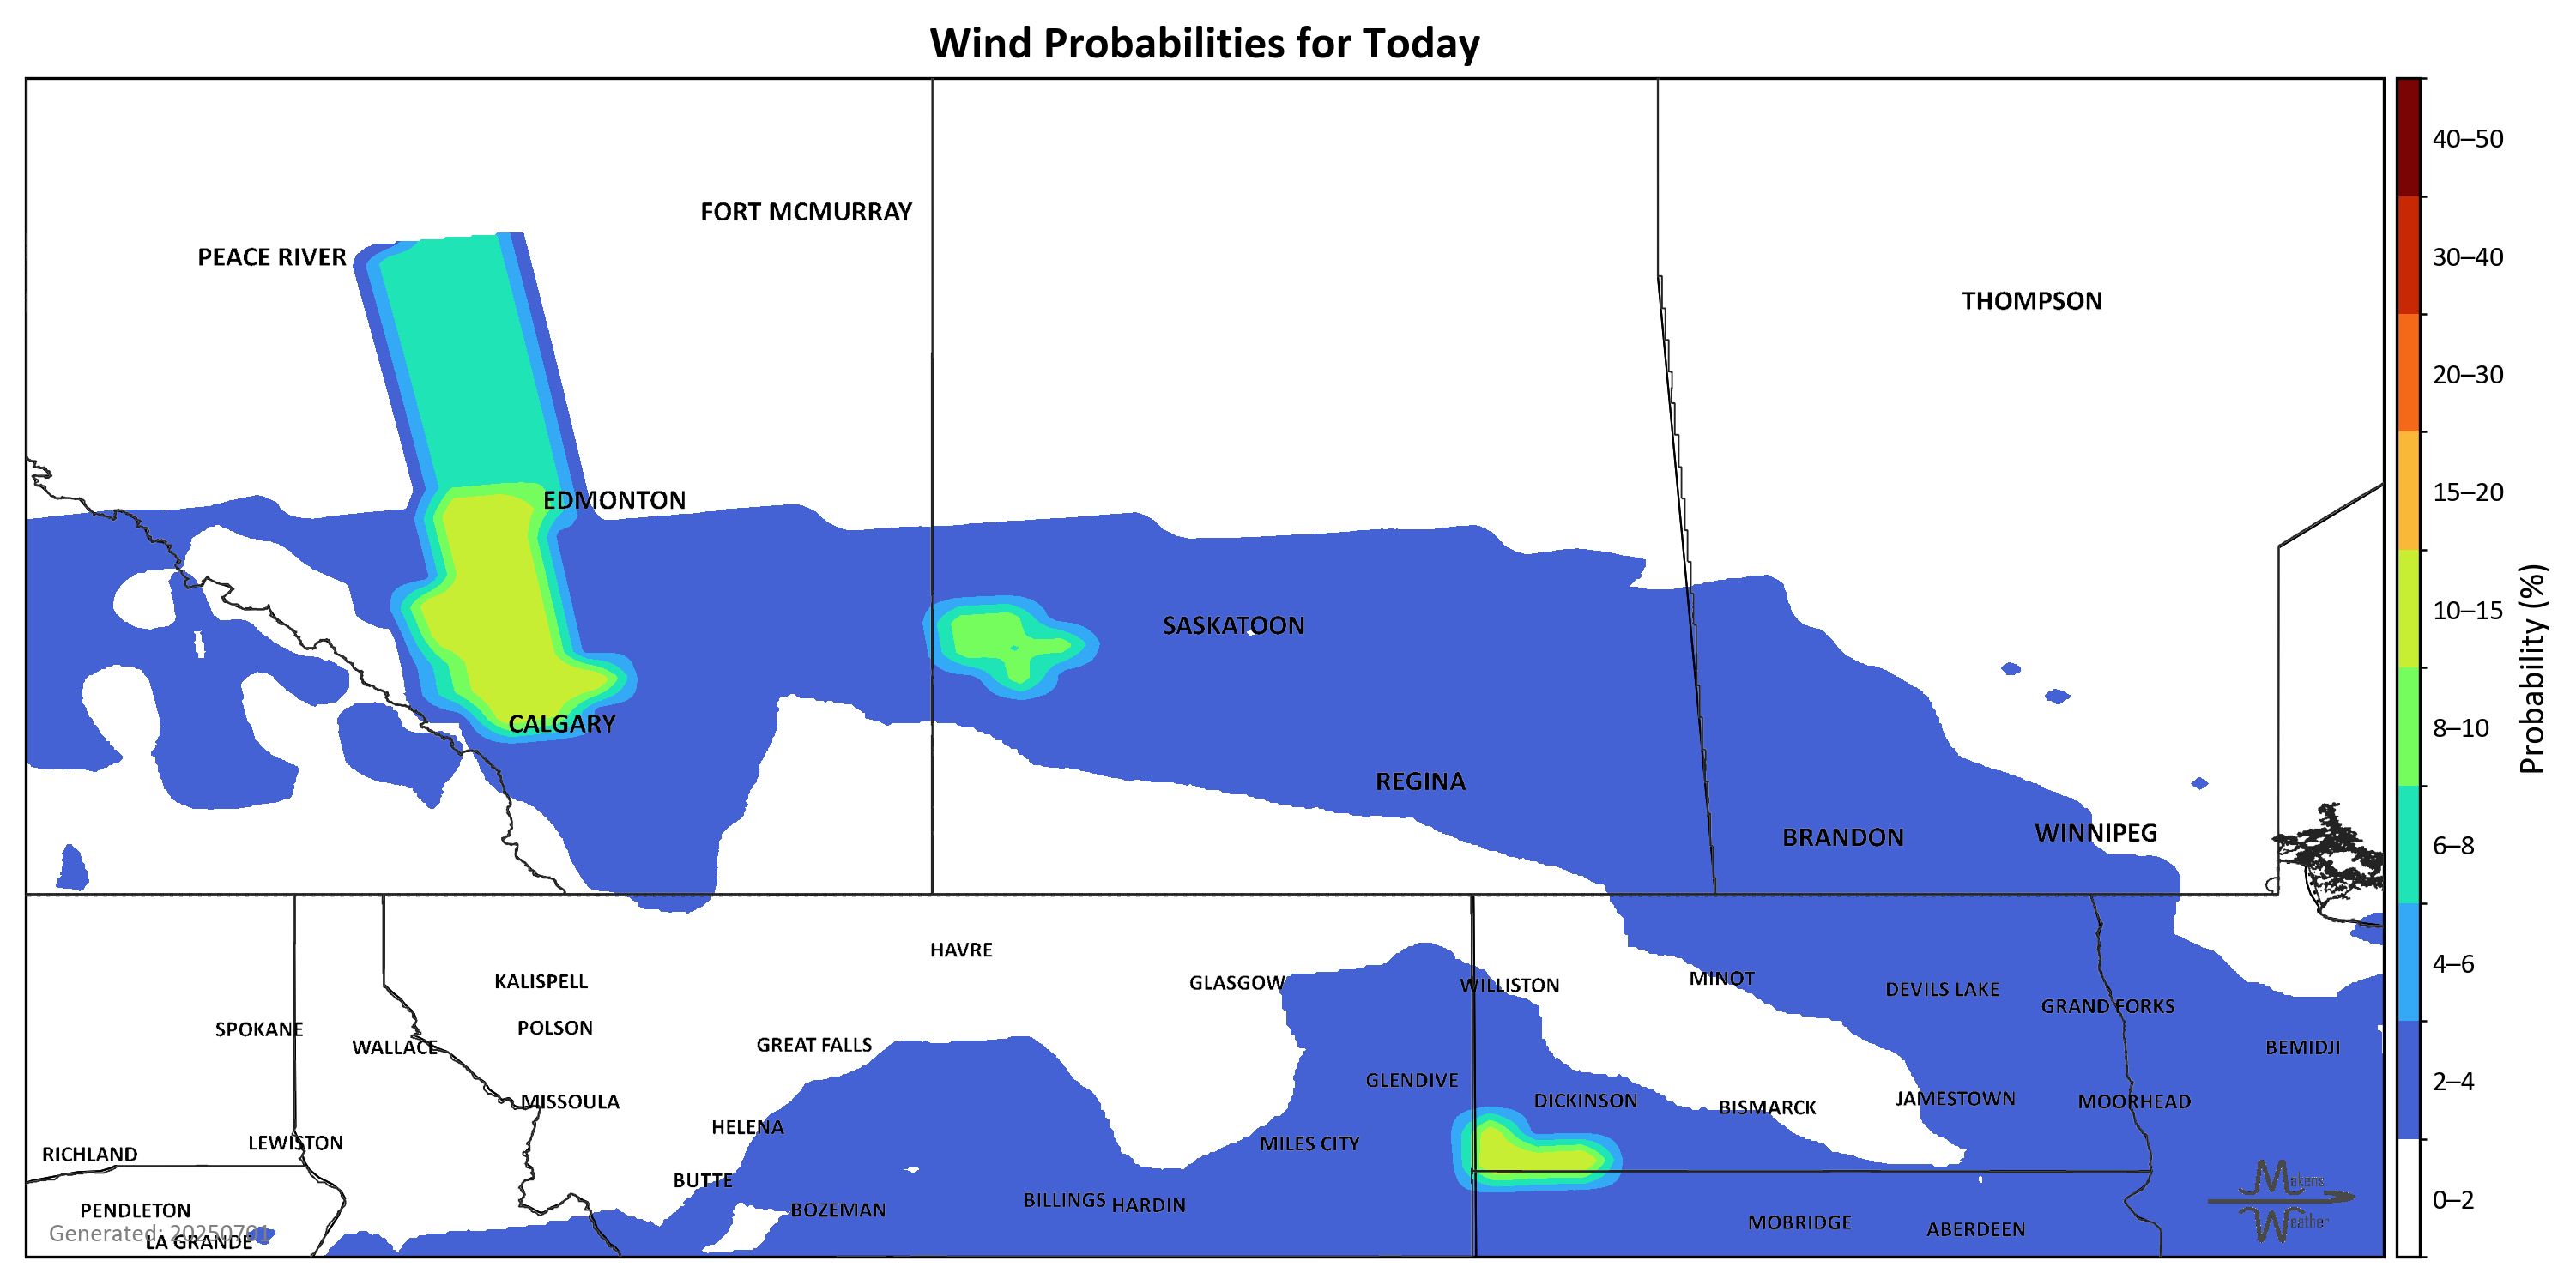 Wind Probabilities for Today
FORT MCMURRAY
PEACE RIVER
THOMPSON
EDMONTON
SASKATOON
CALGARY
REGINA
BRANDON
WINNIPEG
HAVRE
KALISPELL
GLASGOW
WILLISTON
MINOT
DEVILS LAKE
GRAND FORKS
SPOKANE
POLSON
WALLACE
GREAT FALLS
BEMIDJI
GLENDIVE
MISSOULA
DICKINSON
BISMARCK
JAMESTOWN
MOORHEAD
HELENA
LEWISTON
MILES CITY
RICHLAND
BUTTE
BILLINGS
HARDIN
PENDLETON
BOZEMAN
MOBRIDGE
ABERDEEN
Generated: 20250701
LA GRANDE
Mokens
Weather
40–50
30–40
20–30
15–20
10–15
8–10
6–8
4–6
2–4
0–2
Probability (%)